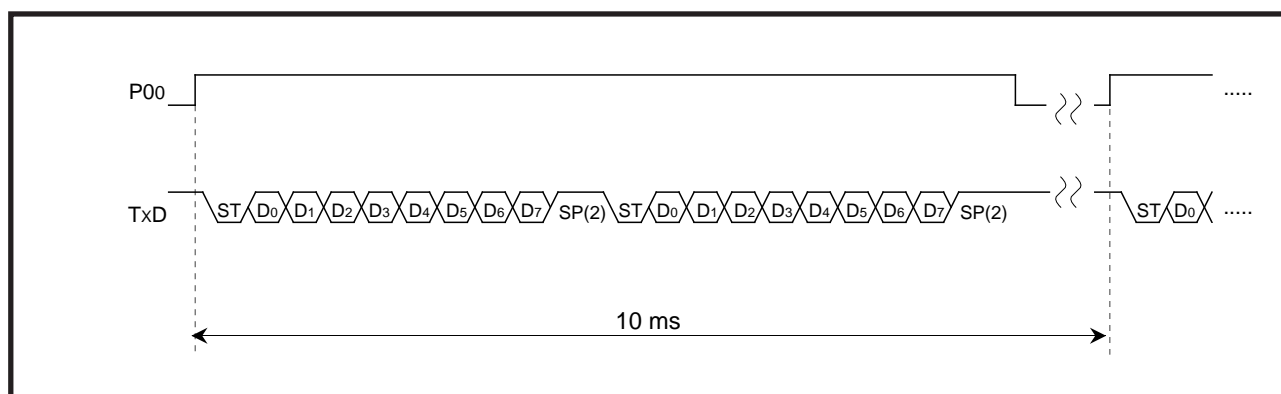 P00 .....
TXD ST D0 D1 D2 D3 D4 D5 D6 D7 SP(2) ST D0 D1 D2 D3 D4 D5 D6 D7 SP(2) ST D0 .....
10 ms